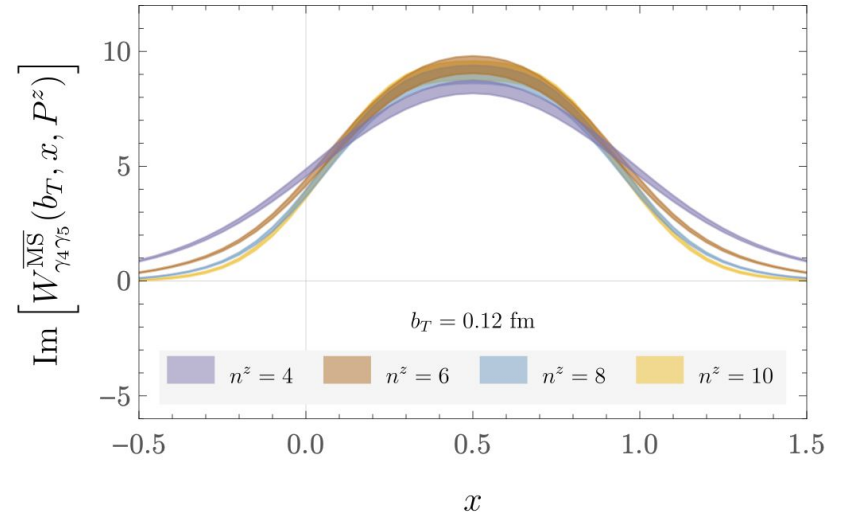 Im [W^{\overline{MS}}_{γ₄γ₅}(b_T, x, P^z)]
10
5
0
−5
b_T = 0.12 fm
n^z = 4 n^z = 6 n^z = 8 n^z = 10
−0.5 0.0 0.5 1.0 1.5
x